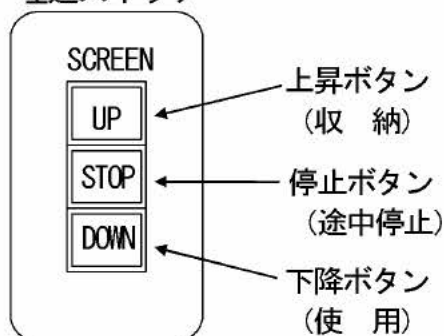 SCREEN
UP
STOP
DOWN
上昇ボタン
（収　納）
停止ボタン
（途中停止）
下降ボタン
（使　用）